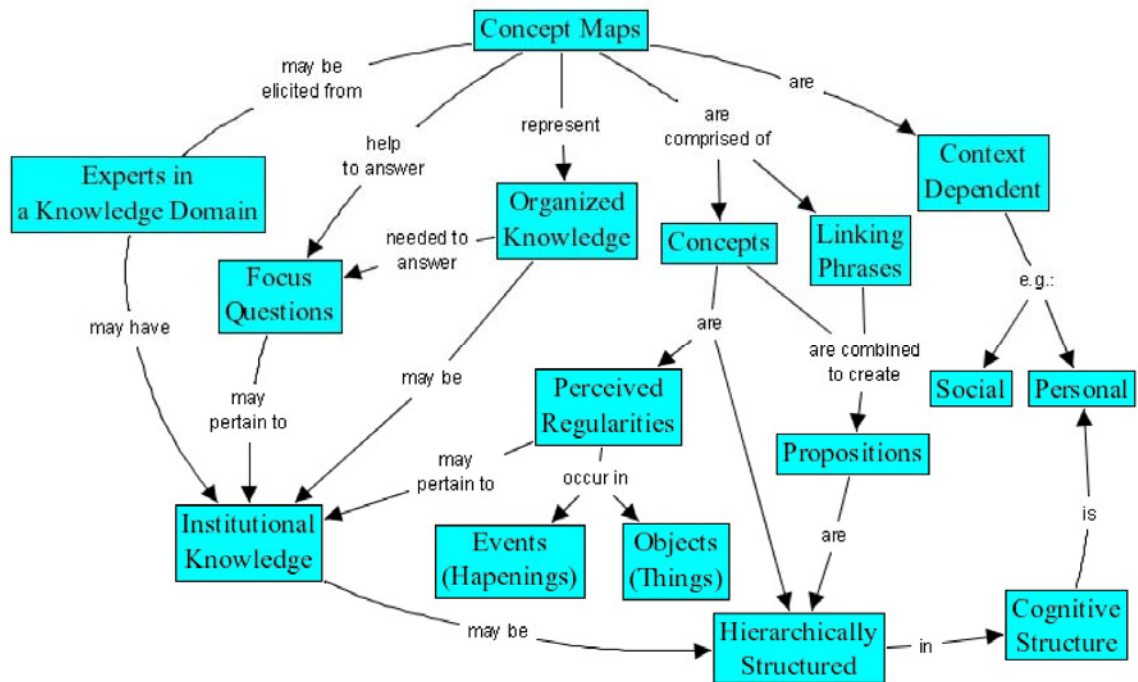 Concept Maps
may be
elicited from
are
represent
are
comprised of
help
to answer
Experts in
a Knowledge Domain
Context
Dependent
Organized
Knowledge
Concepts
Linking
Phrases
needed to
answer
Focus
Questions
e.g.:
may have
are
are combined
to create
may be
Perceived
Regularities
Social
Personal
may
pertain to
Propositions
may
pertain to
occur in
Institutional
Knowledge
Events
(Hapenings)
Objects
(Things)
are
is
Cognitive
Structure
may be
Hierarchically
Structured
in